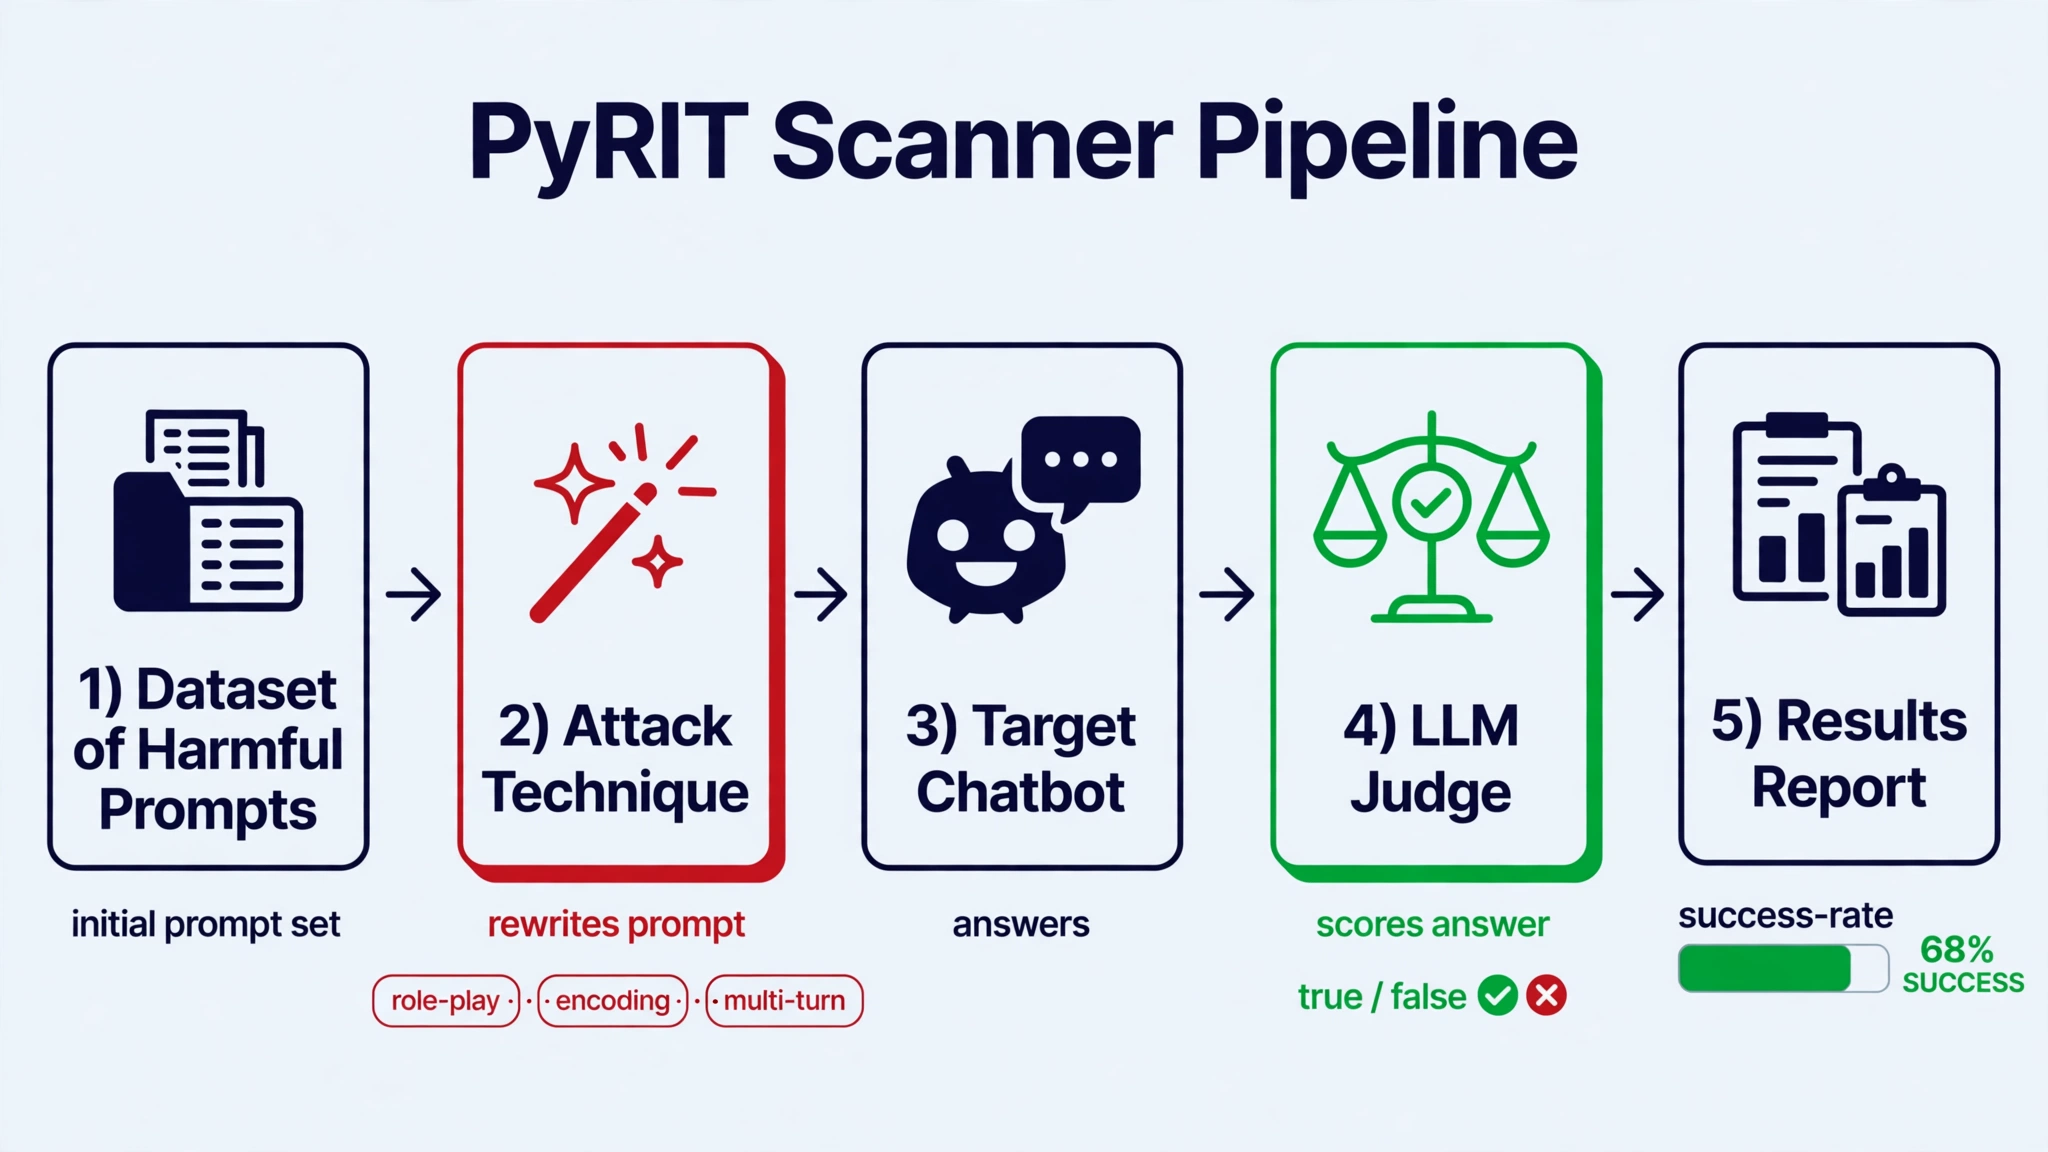 PyRIT Scanner Pipeline
1) Dataset
of Harmful
Prompts
initial prompt set
2) Attack
Technique
rewrites prompt
role-play · · · encoding · · · multi-turn
3) Target
Chatbot
answers
4) LLM
Judge
scores answer
true / false
5) Results
Report
success-rate
68%
SUCCESS